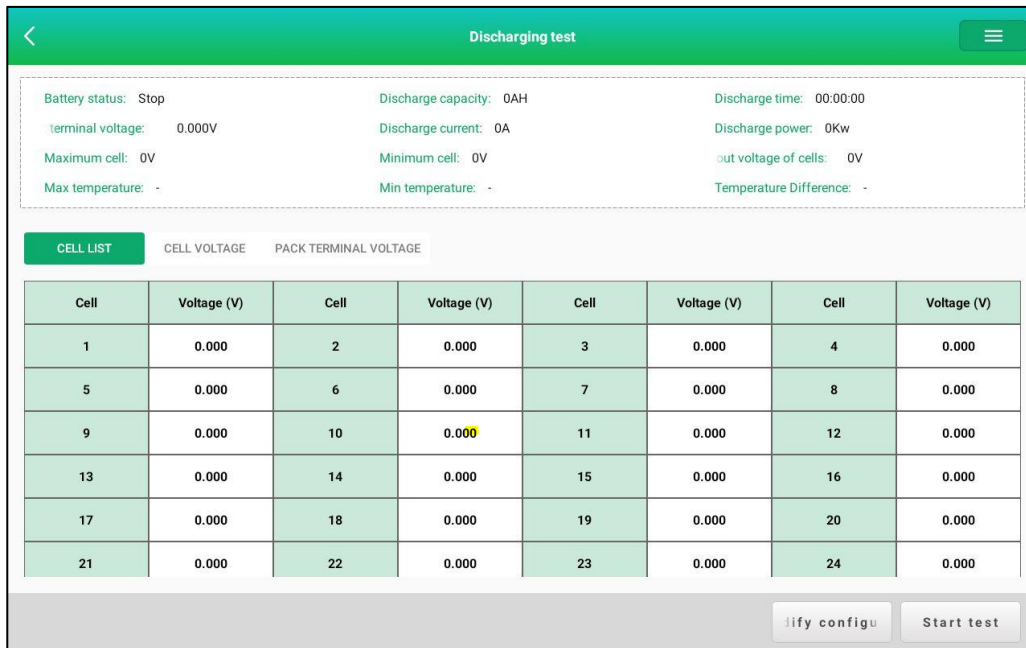 Discharging test
Battery status: Stop Discharge capacity: 0AH Discharge time: 00:00:00
terminal voltage: 0.000V Discharge current: 0A Discharge power: 0Kw
Maximum cell: 0V Minimum cell: 0V out voltage of cells: 0V
Max temperature: - Min temperature: - Temperature Difference: -
CELL LIST CELL VOLTAGE PACK TERMINAL VOLTAGE
Cell Voltage (V) Cell Voltage (V) Cell Voltage (V) Cell Voltage (V)
1 0.000 2 0.000 3 0.000 4 0.000
5 0.000 6 0.000 7 0.000 8 0.000
9 0.000 10 0.000 11 0.000 12 0.000
13 0.000 14 0.000 15 0.000 16 0.000
17 0.000 18 0.000 19 0.000 20 0.000
21 0.000 22 0.000 23 0.000 24 0.000
dify configu Start test